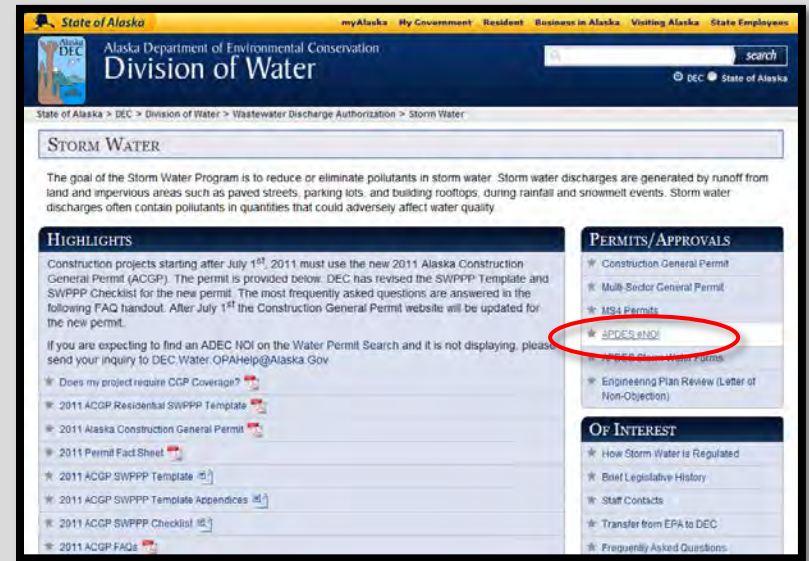 State of Alaska
myAlaska My Government Resident Business in Alaska Visiting Alaska State Employees
Alaska
DEC
Alaska Department of Environmental Conservation
Division of Water
search
DEC State of Alaska
State of Alaska > DEC > Division of Water > Wastewater Discharge Authorization > Storm Water
STORM WATER
The goal of the Storm Water Program is to reduce or eliminate pollutants in storm water. Storm water discharges are generated by runoff from
land and impervious areas such as paved streets, parking lots, and building rooftops, during rainfall and snowmelt events. Storm water
discharges often contain pollutants in quantities that could adversely affect water quality.
HIGHLIGHTS
Construction projects starting after July 1st, 2011 must use the new 2011 Alaska Construction
General Permit (ACGP). The permit is provided below. DEC has revised the SWPPP Template and
SWPPP Checklist for the new permit. The most frequently asked questions are answered in the
following FAQ handout. After July 1st the Construction General Permit website will be updated for
the new permit.
If you are expecting to find an ADEC NOI on the Water Permit Search and it is not displaying, please
send your inquiry to DEC.Water.OPAHelp@Alaska.Gov
Does my project require CGP Coverage?
2011 ACGP Residential SWPPP Template
2011 Alaska Construction General Permit
2011 Permit Fact Sheet
2011 ACGP SWPPP Template
2011 ACGP SWPPP Template Appendices
2011 ACGP SWPPP Checklist
2011 ACGP FAQs
PERMITS/APPROVALS
Construction General Permit
Multi-Sector General Permit
MS4 Permits
APDES eNOI
APDES Storm Water Forms
Engineering Plan Review (Letter of
Non-Objection)
OF INTEREST
How Storm Water is Regulated
Brief Legislative History
Staff Contacts
Transfer from EPA to DEC
Frequently Asked Questions